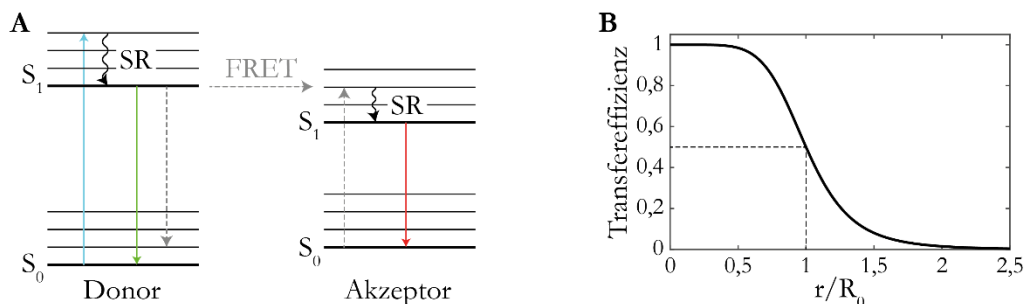 A
SR
S1
FRET
SR
S1
S0
S0
Donor
Akzeptor
B
Transfereffizienz
1
0,8
0,6
0,4
0,2
0
0
0,5
1
1,5
2
2,5
r/R0